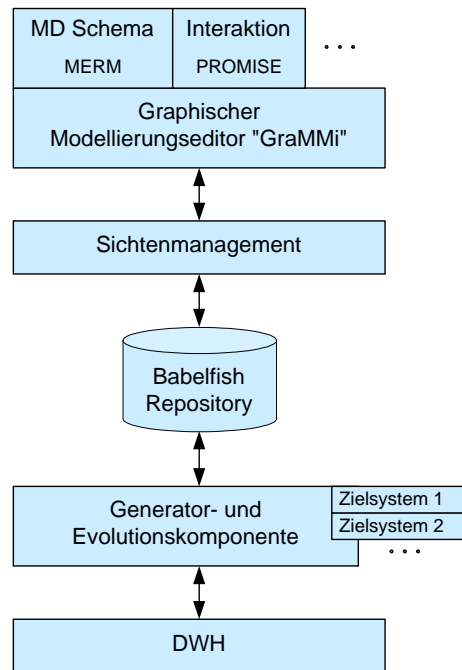 MD Schema
MERM
Interaktion
PROMISE
...
Graphischer
Modellierungseditor "GraMMi"
Sichtenmanagement
Babelfish
Repository
Generator- und
Evolutionskomponente
Zielsystem 1
Zielsystem 2
...
DWH